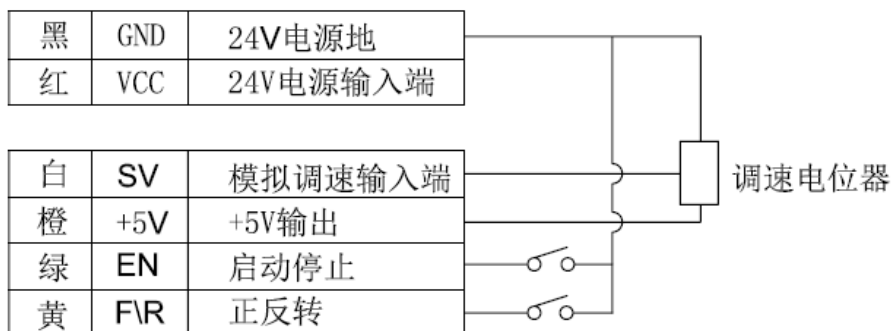 黑 GND 24V电源地
红 VCC 24V电源输入端
白 SV 模拟调速输入端
调速电位器
橙 +5V +5V输出
绿 EN 启动停止
黄 F\R 正反转